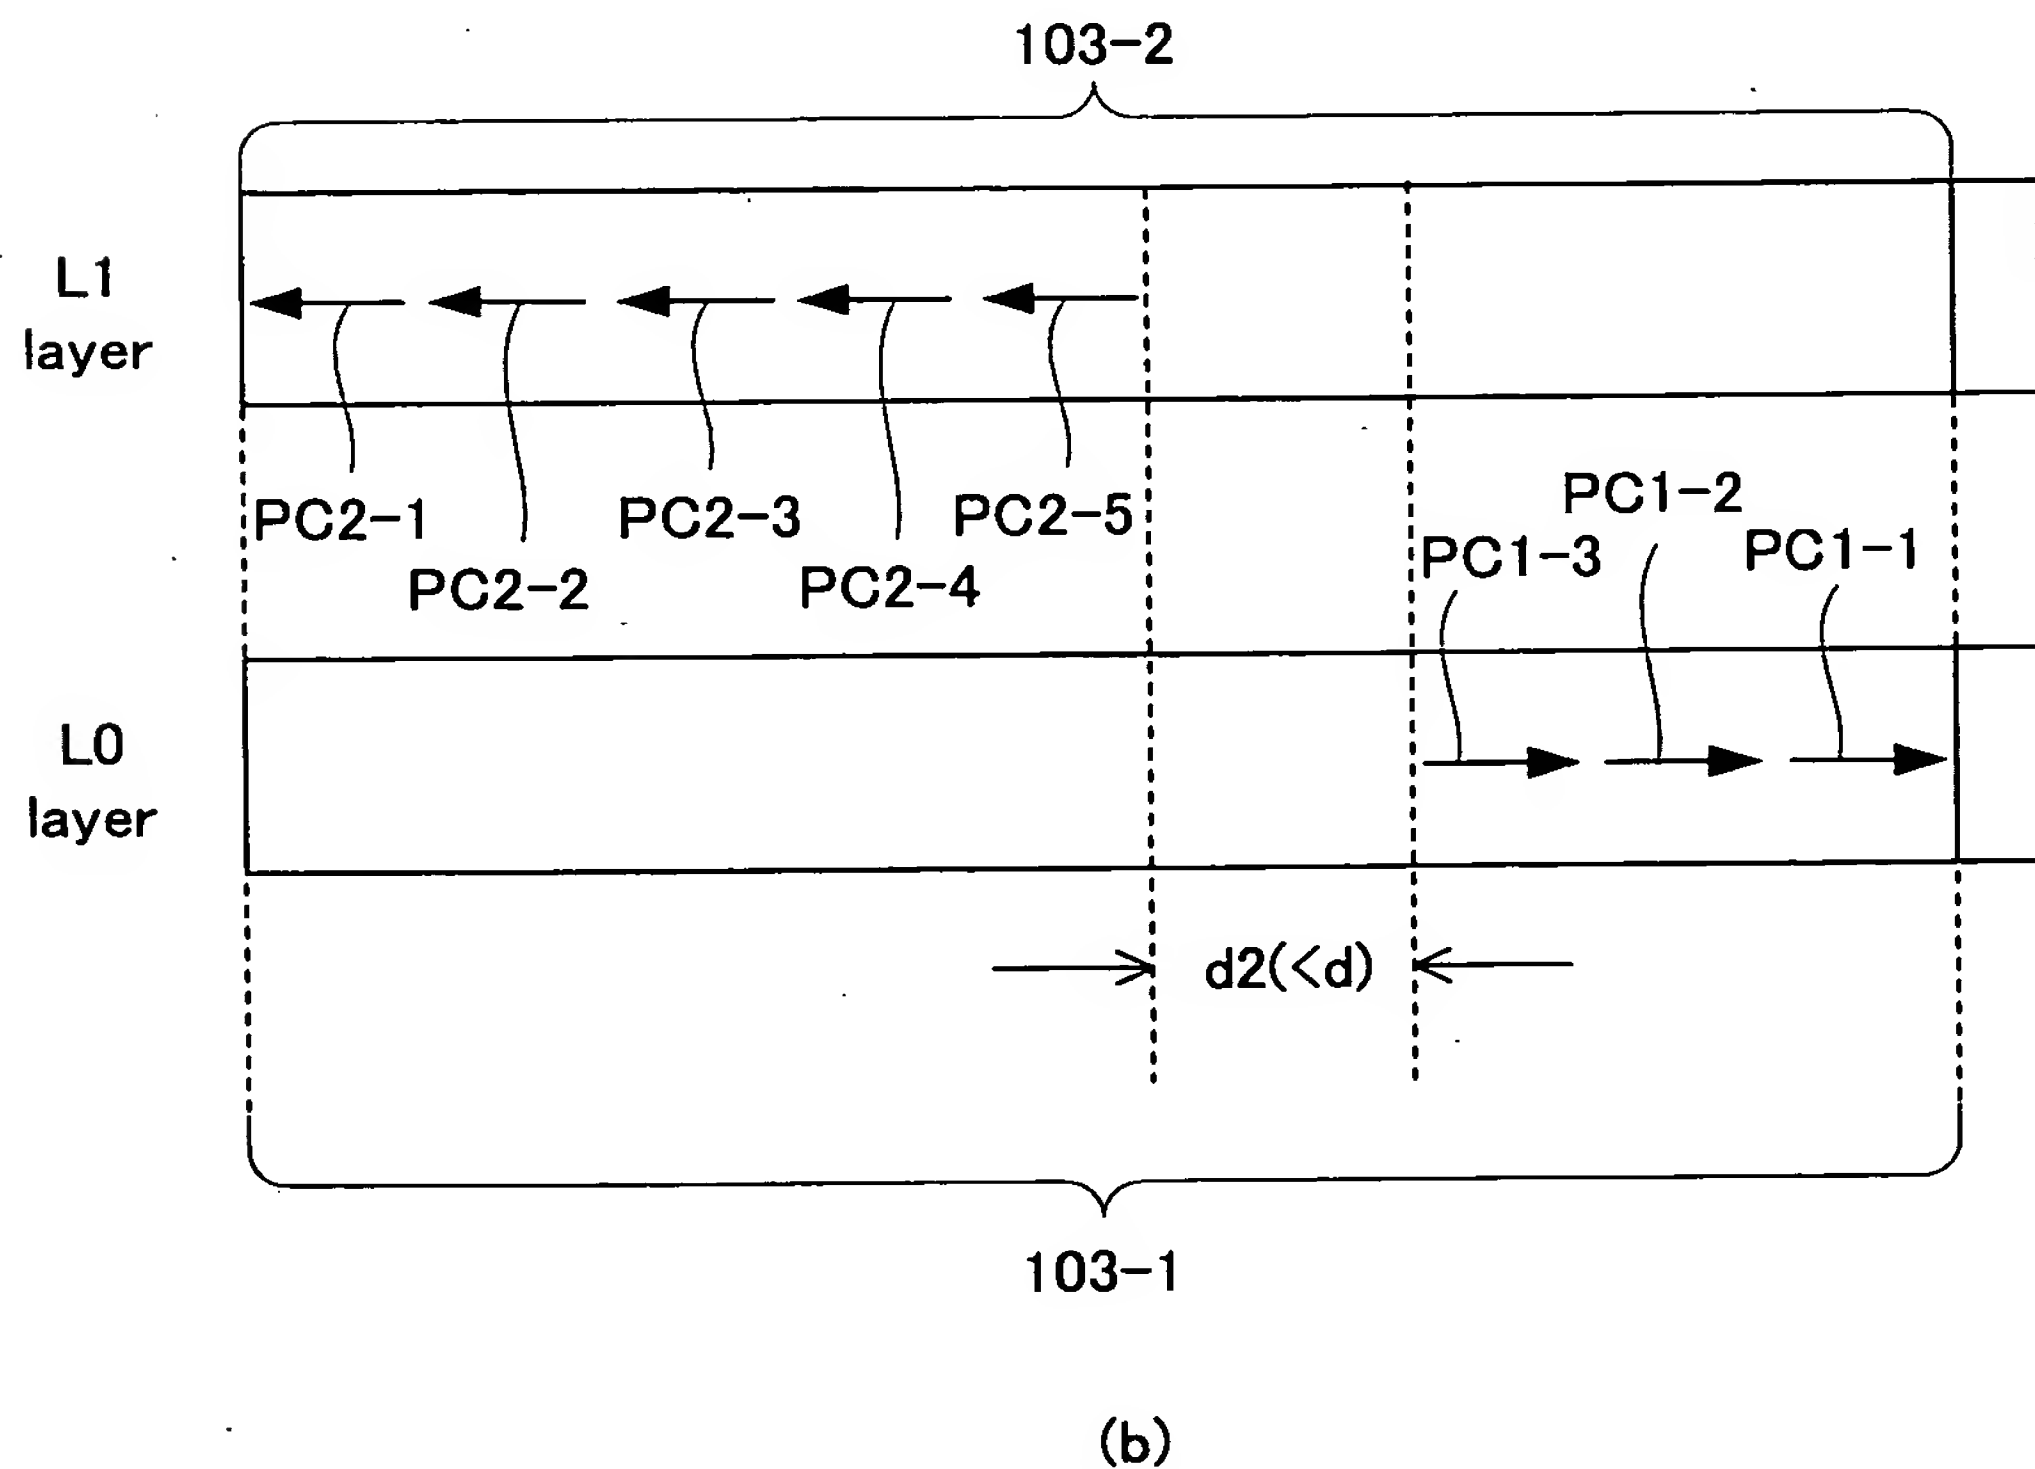 103-2
L1
layer
PC2-1
PC2-2
PC2-3
PC2-4
PC2-5
PC1-3
PC1-2
PC1-1
L0
layer
d2(<d)
103-1
(b)